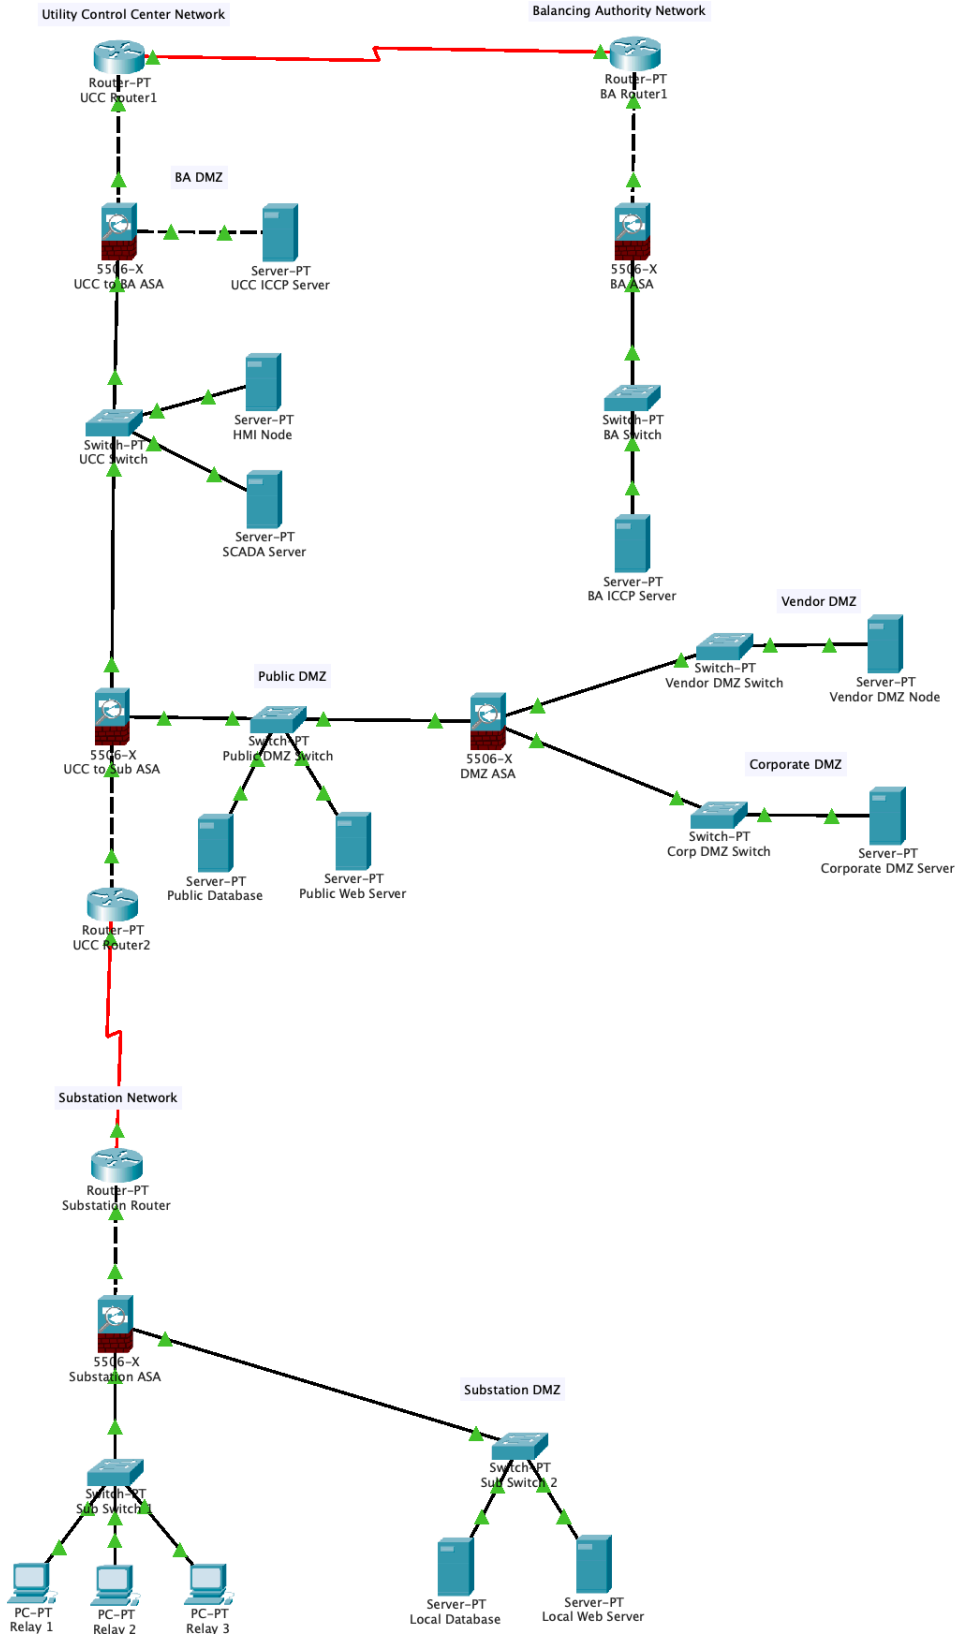 Utility Control Center Network
Balancing Authority Network
Router-PT
UCC Router1
Router-PT
BA Router1
BA DMZ
5506-X
UCC to BA ASA
Server-PT
UCC ICCP Server
5506-X
BA ASA
Server-PT
HMI Node
Switch-PT
UCC Switch
Switch-PT
BA Switch
Server-PT
SCADA Server
Server-PT
BA ICCP Server
Vendor DMZ
Switch-PT
Vendor DMZ Switch
Server-PT
Vendor DMZ Node
Public DMZ
5506-X
UCC to Sub ASA
Switch-PT
Public DMZ Switch
5506-X
DMZ ASA
Corporate DMZ
Switch-PT
Corp DMZ Switch
Server-PT
Corporate DMZ Server
Server-PT
Public Database
Server-PT
Public Web Server
Router-PT
UCC Router2
Substation Network
Router-PT
Substation Router
5506-X
Substation ASA
Substation DMZ
Switch-PT
Sub Switch 2
Switch-PT
Sub Switch 1
PC-PT
Relay 1
PC-PT
Relay 2
PC-PT
Relay 3
Server-PT
Local Database
Server-PT
Local Web Server